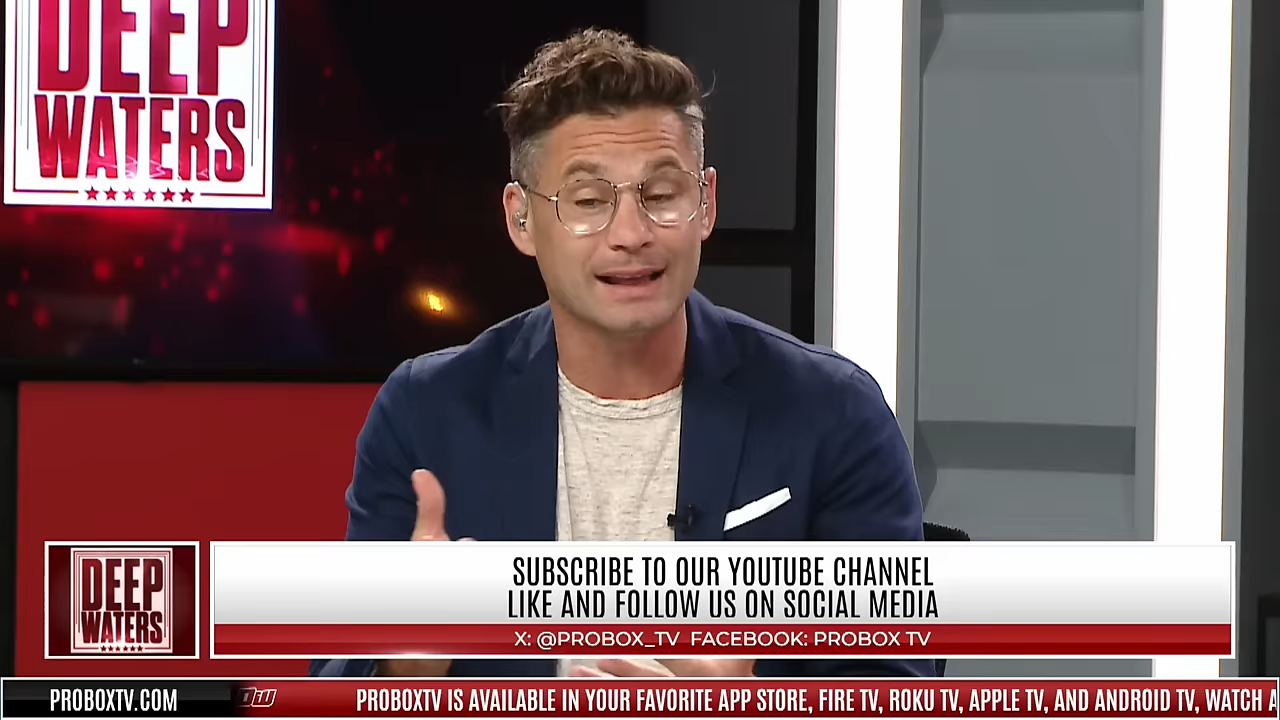 DEEP
WATERS
DEEP
WATERS
SUBSCRIBE TO OUR YOUTUBE CHANNEL
LIKE AND FOLLOW US ON SOCIAL MEDIA
X: @PROBOX_TV FACEBOOK: PROBOX TV
PROBOXTV.COM
DW
PROBOXTV IS AVAILABLE IN YOUR FAVORITE APP STORE, FIRE TV, ROKU TV, APPLE TV, AND ANDROID TV, WATCH A